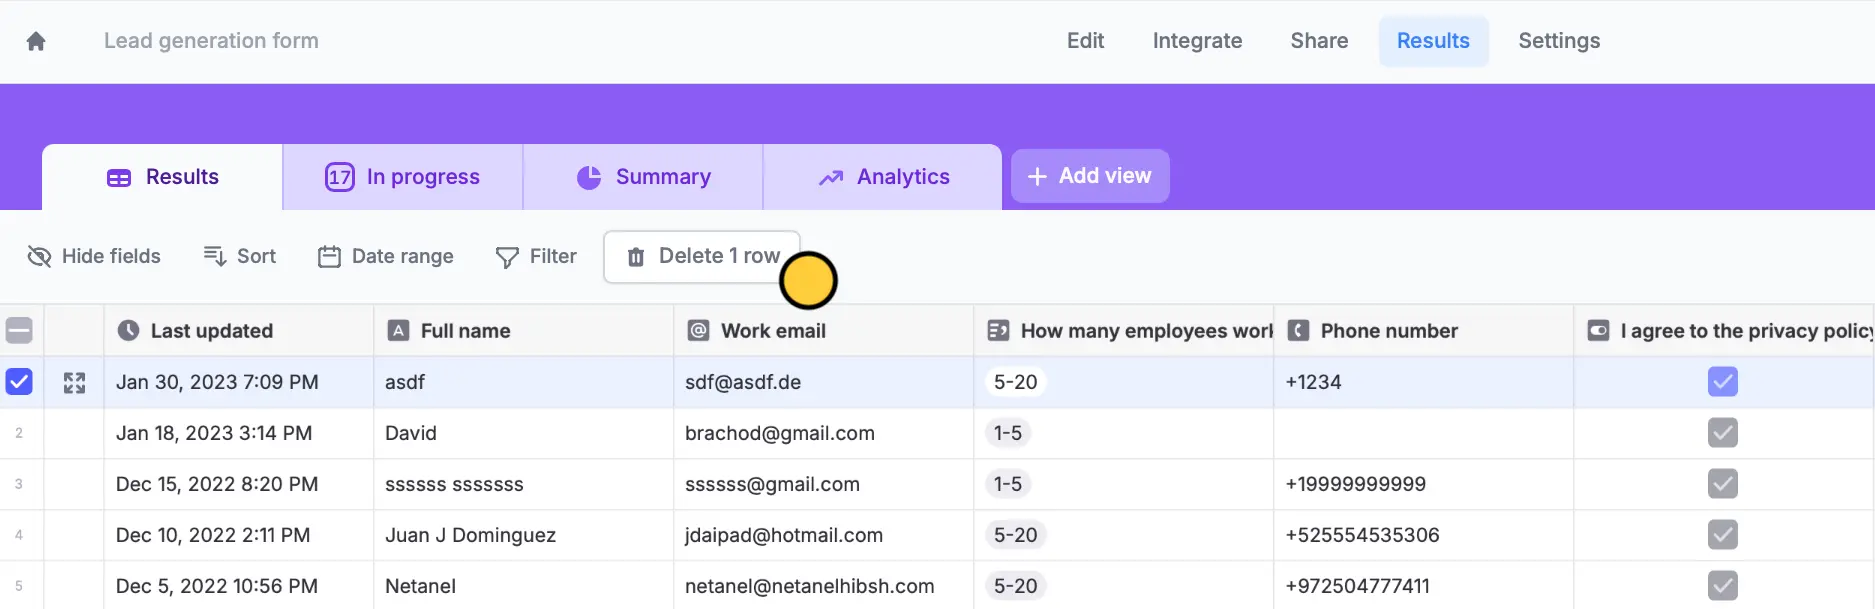 Lead generation form Edit Integrate Share Results Settings
Results 17 In progress Summary Analytics + Add view
Hide fields Sort Date range Filter Delete 1 row
Last updated A Full name @ Work email How many employees work Phone number I agree to the privacy policy
Jan 30, 2023 7:09 PM asdf sdf@asdf.de 5-20 +1234
2 Jan 18, 2023 3:14 PM David brachod@gmail.com 1-5
3 Dec 15, 2022 8:20 PM ssssss sssssss ssssss@gmail.com 1-5 +19999999999
4 Dec 10, 2022 2:11 PM Juan J Dominguez jdaipad@hotmail.com 5-20 +525554535306
5 Dec 5, 2022 10:56 PM Netanel netanel@netanelhibsh.com 5-20 +972504777411